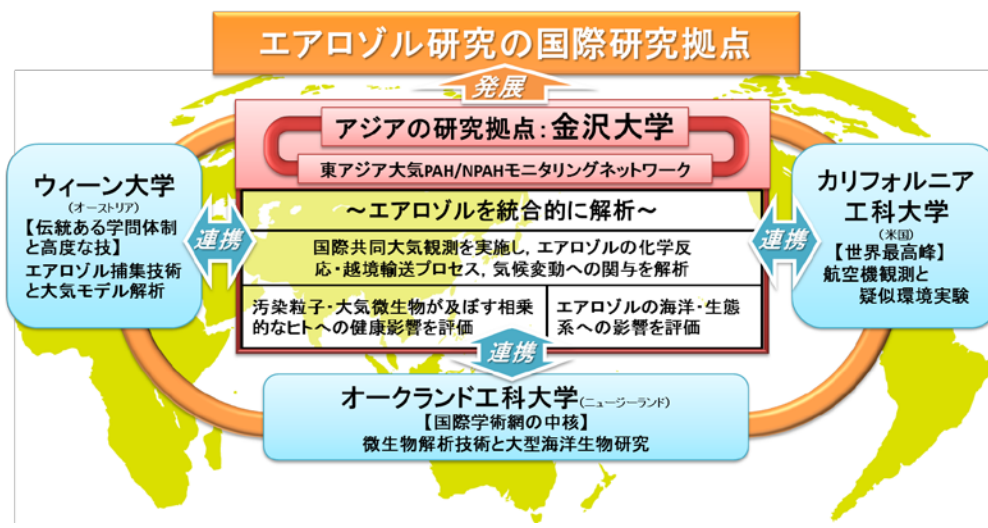 エアロゾル研究の国際研究拠点
発展
アジアの研究拠点：金沢大学
東アジア大気PAH/NPAHモニタリングネットワーク
～エアロゾルを統合的に解析～
国際共同大気観測を実施し，エアロゾルの化学反
応・越境輸送プロセス，気候変動への関与を解析
汚染粒子・大気微生物が及ぼす相乗
的なヒトへの健康影響を評価
エアロゾルの海洋・生態
系への影響を評価
ウィーン大学
(オーストリア)
【伝統ある学問体制
と高度な技】
エアロゾル捕集技術
と大気モデル解析
連携
連携
カリフォルニア
工科大学
(米国)
【世界最高峰】
航空機観測と
疑似環境実験
連携
オークランド工科大学(ニュージーランド)
【国際学術網の中核】
微生物解析技術と大型海洋生物研究